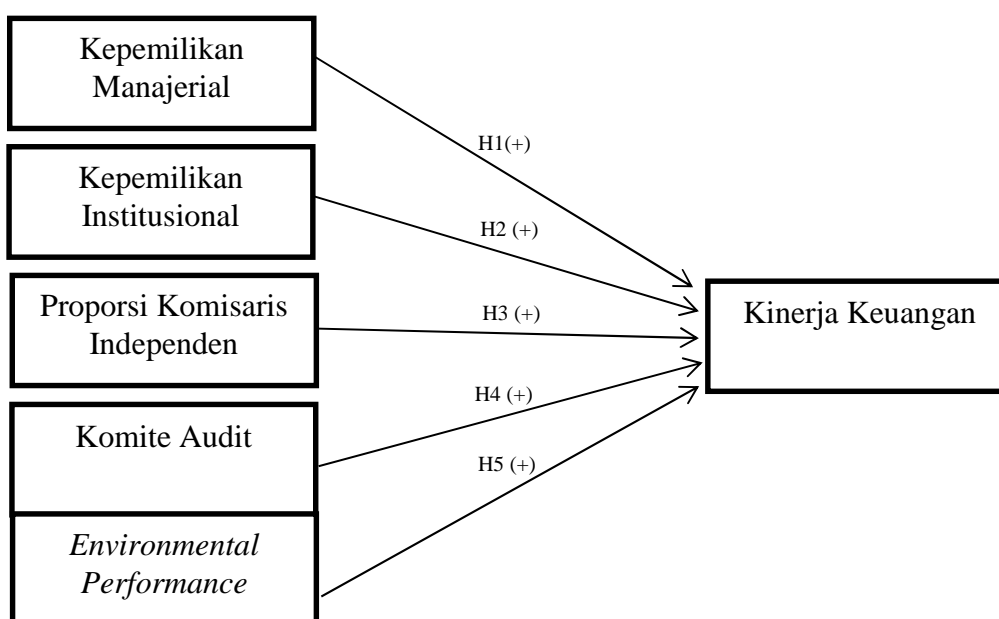 Kepemilikan
Manajerial
H1(+)
Kepemilikan
Institusional
H2 (+)
Proporsi Komisaris
Independen
H3 (+)
Kinerja Keuangan
Komite Audit
H4 (+)
H5 (+)
Environmental
Performance